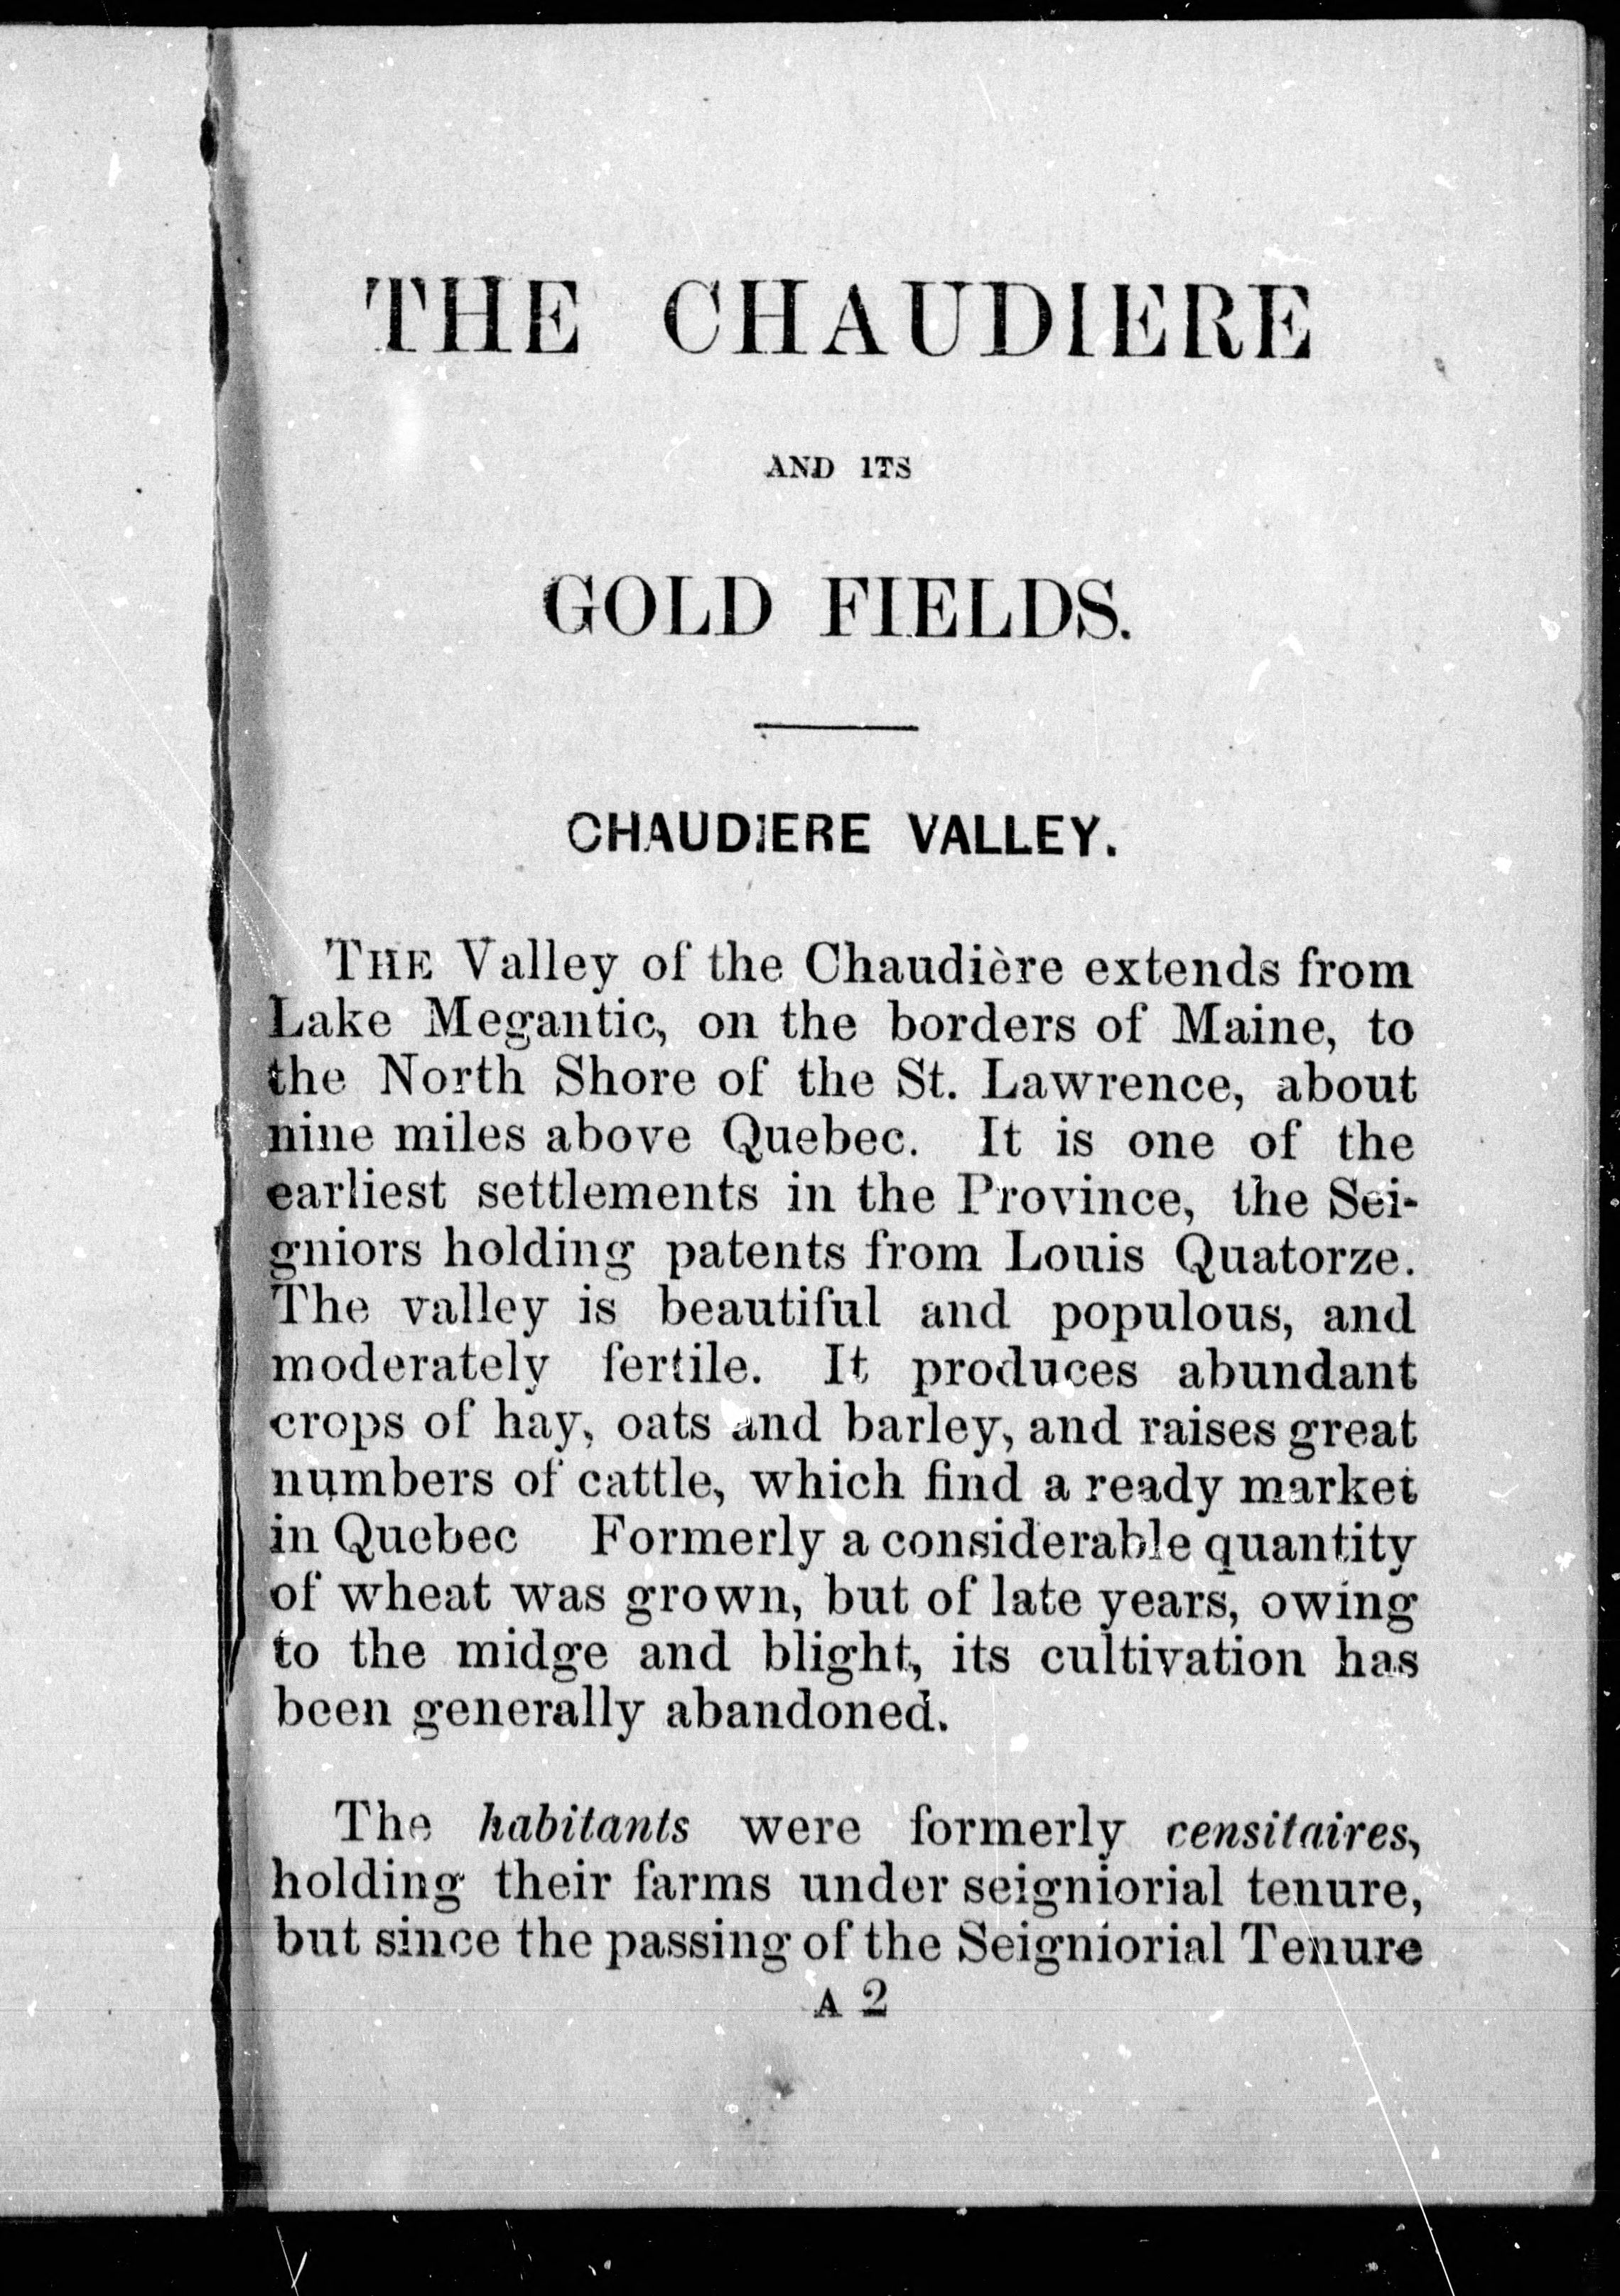 THE CHAUDIERE
AND ITS
GOLD FIELDS.
CHAUDIERE VALLEY.
THE Valley of the Chaudière extends from
Lake Megantic, on the borders of Maine, to
the North Shore of the St. Lawrence, about
nine miles above Quebec. It is one of the
earliest settlements in the Province, the Sei-
gniors holding patents from Louis Quatorze.
The valley is beautiful and populous, and
moderately fertile. It produces abundant
crops of hay, oats and barley, and raises great
numbers of cattle, which find a ready market
in Quebec Formerly a considerable quantity
of wheat was grown, but of late years, owing
to the midge and blight, its cultivation has
been generally abandoned.
The habitants were formerly censitaires,
holding their farms under seigniorial tenure,
but since the passing of the Seigniorial Tenure
A 2